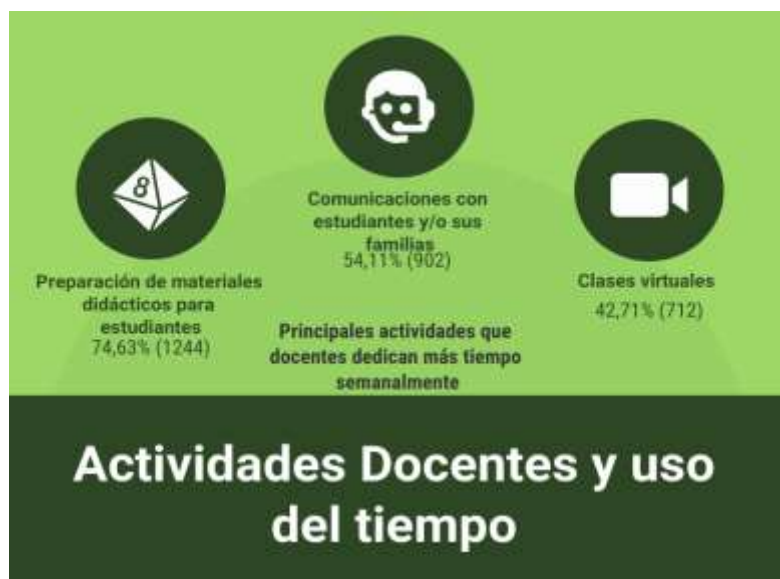 8
Comunicaciones con
estudiantes y/o sus
familias
54,11% (902)
Preparación de materiales
didácticos para
estudiantes
74,63% (1244)
Clases virtuales
42,71% (712)
Principales actividades que
docentes dedican más tiempo
semanalmente
Actividades Docentes y uso
del tiempo